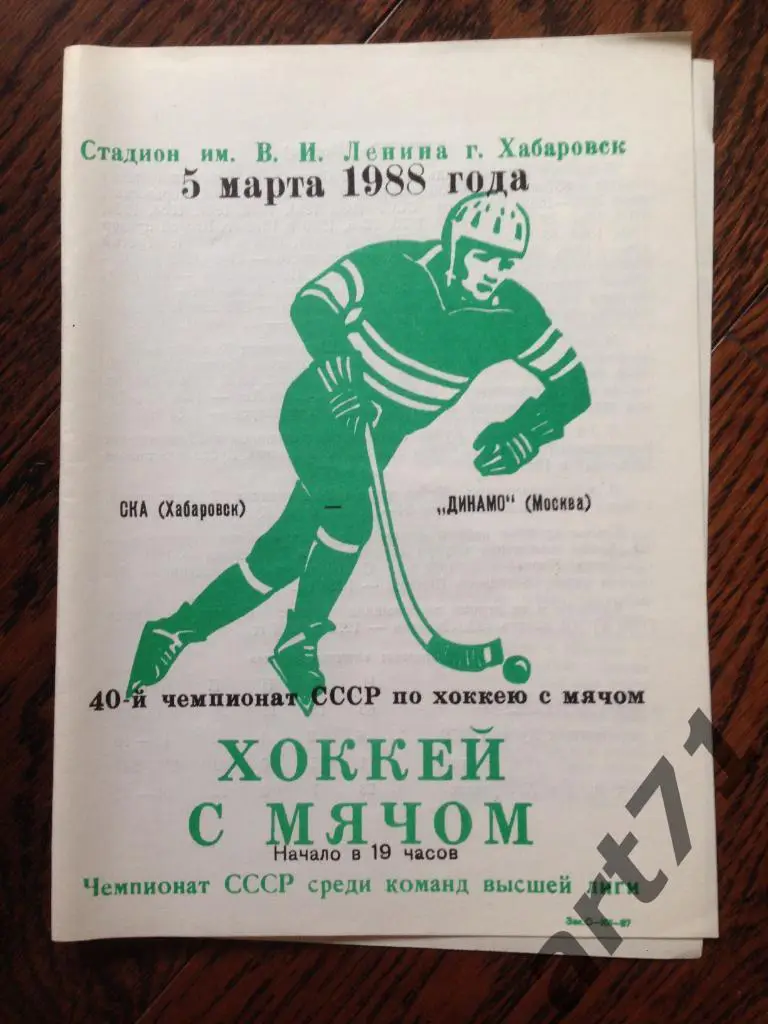 Стадион им. В. И. Ленина г. Хабаровск
5 марта 1988 года
СКА (Хабаровск) — „ДИНАМО“ (Москва)
40-й чемпионат СССР по хоккею с мячом
ХОККЕЙ
С МЯЧОМ
Начало в 19 часов
Чемпионат СССР среди команд высшей лиги
art71